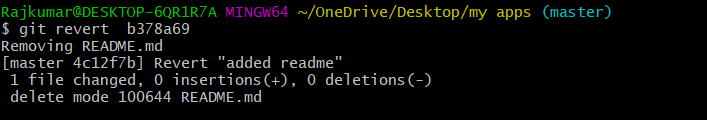 Rajkumar@DESKTOP-6QR1R7A MINGW64 ~/OneDrive/Desktop/my apps (master)
$ git revert  b378a69
Removing README.md
[master 4c12f7b] Revert "added readme"
 1 file changed, 0 insertions(+), 0 deletions(-)
 delete mode 100644 README.md